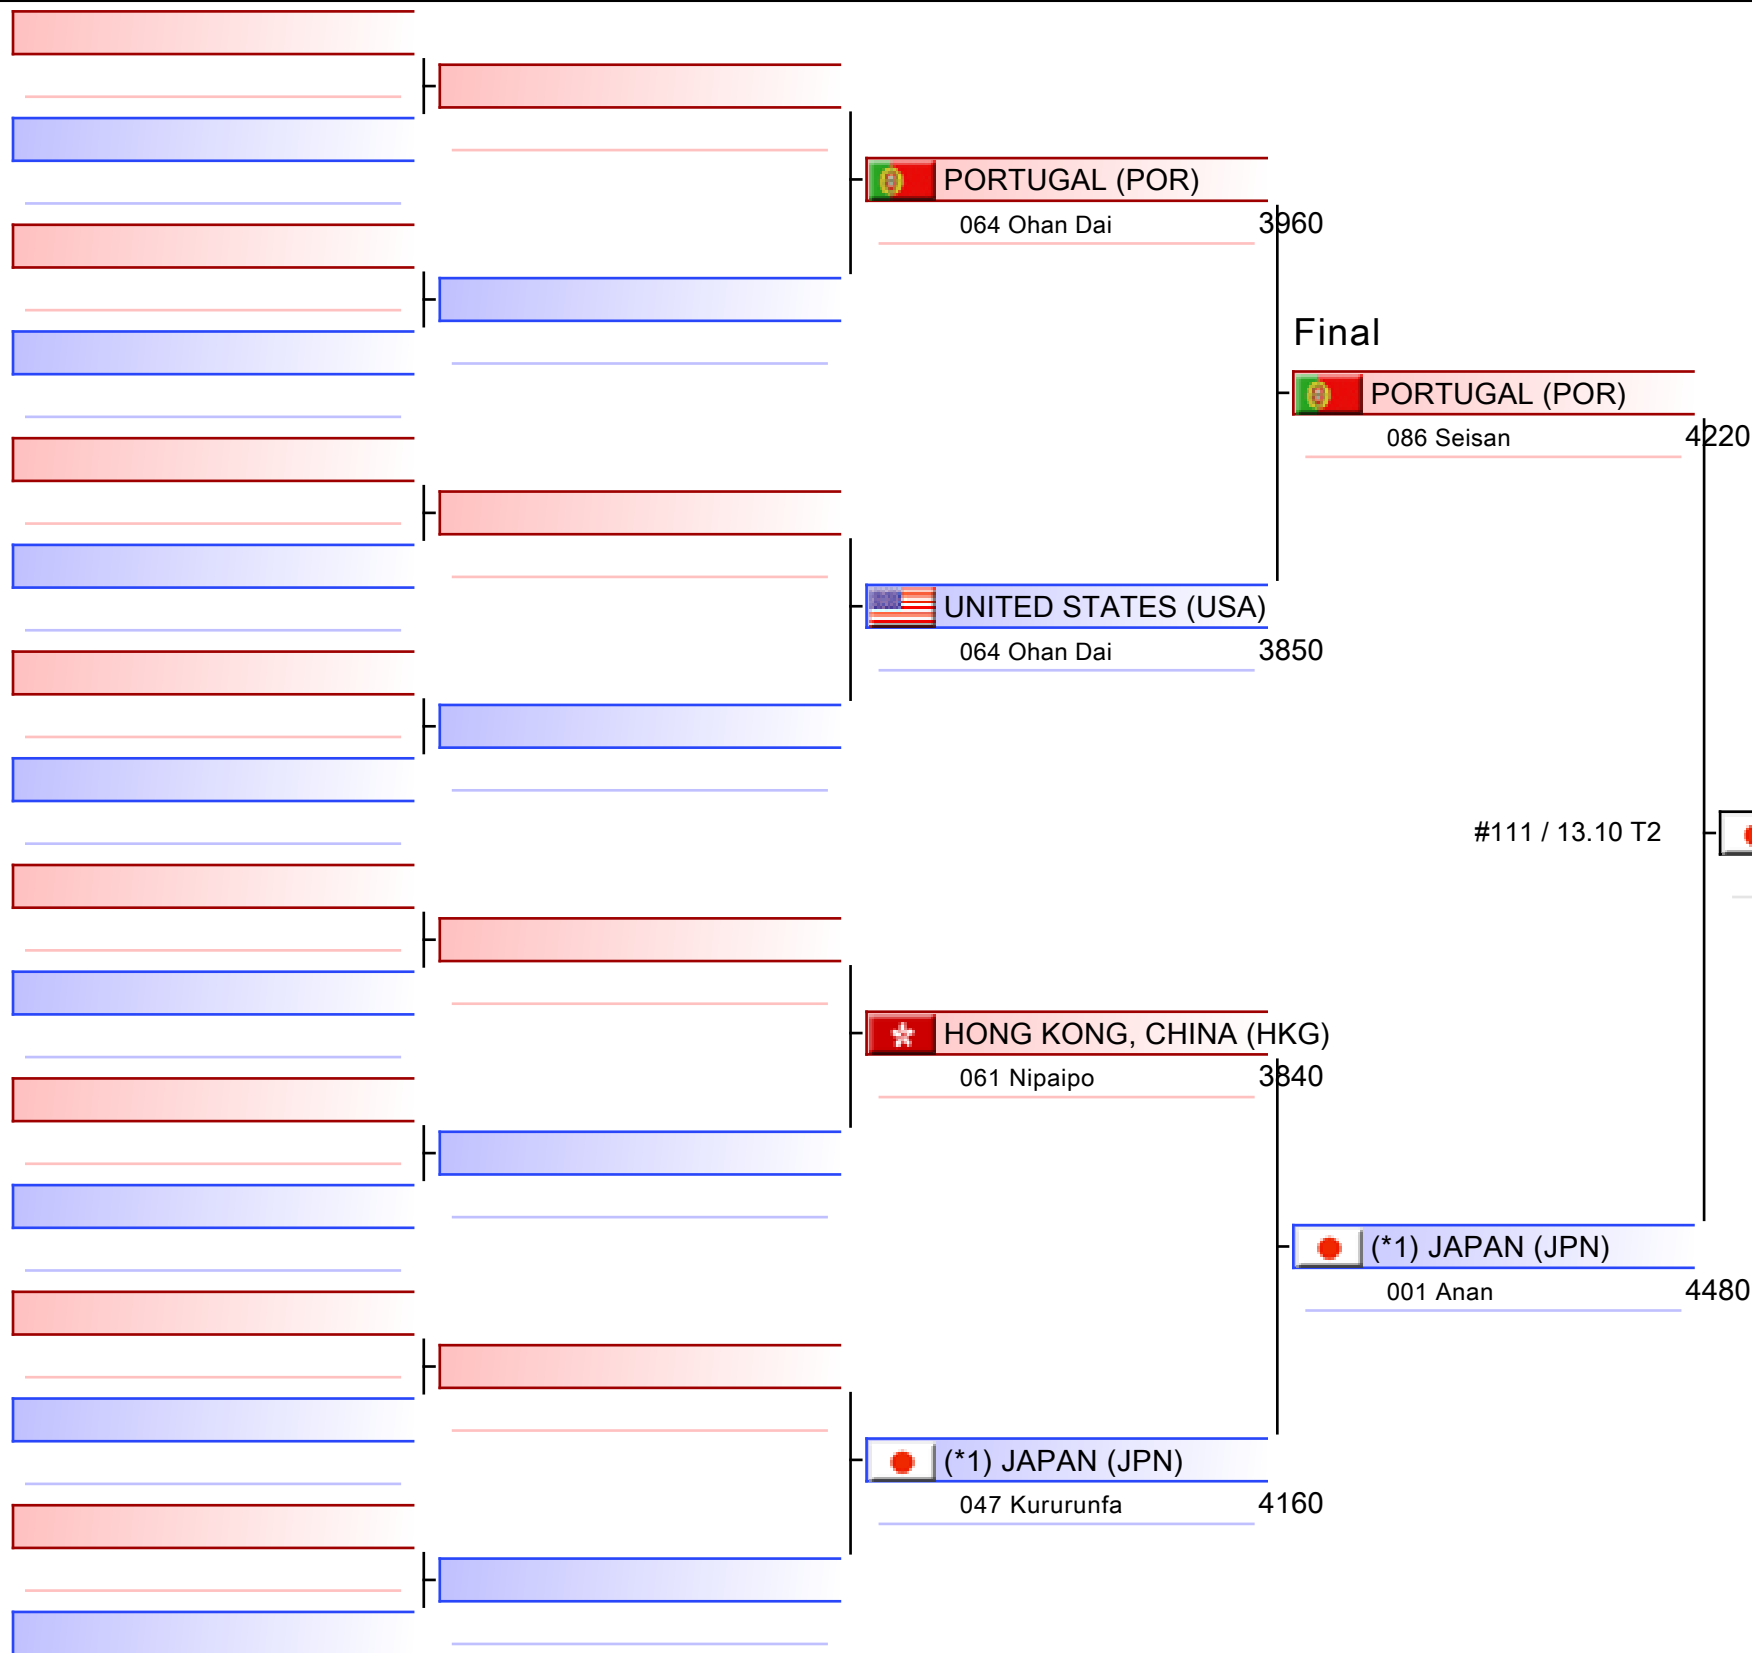 PORTUGAL (POR)
064 Ohan Dai 3960
Final
PORTUGAL (POR)
086 Seisan 4220
UNITED STATES (USA)
064 Ohan Dai 3850
#111 / 13.10 T2
HONG KONG, CHINA (HKG)
061 Nipaipo 3840
(*1) JAPAN (JPN)
001 Anan 4480
(*1) JAPAN (JPN)
047 Kururunfa 4160